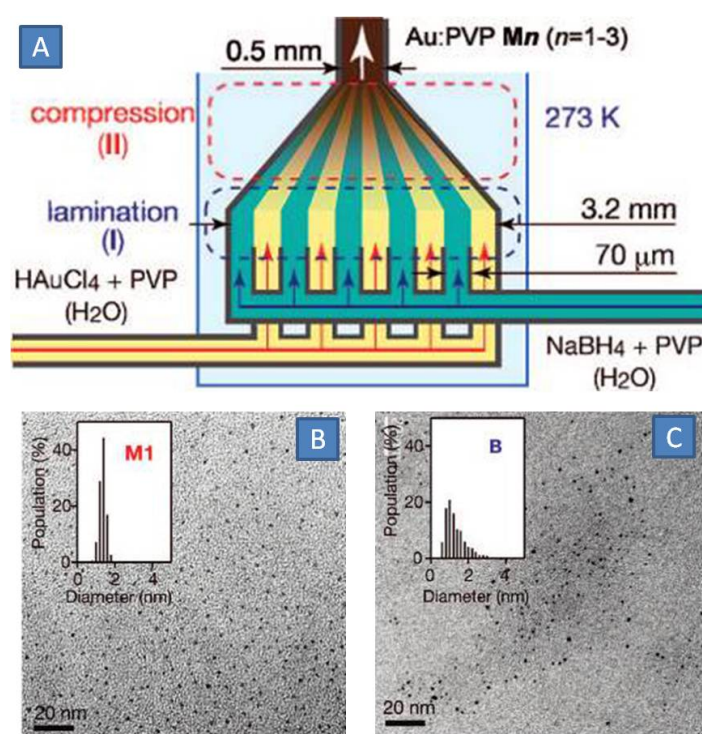 A
0.5 mm
Au:PVP Mn (n=1-3)
compression
(II)
273 K
lamination
(I)
3.2 mm
70 μm
HAuCl4 + PVP
(H2O)
NaBH4 + PVP
(H2O)
B
M1
Population (%)
40
20
0
0 2 4
Diameter (nm)
20 nm
C
B
Population (%)
40
20
0
0 2 4
Diameter (nm)
20 nm